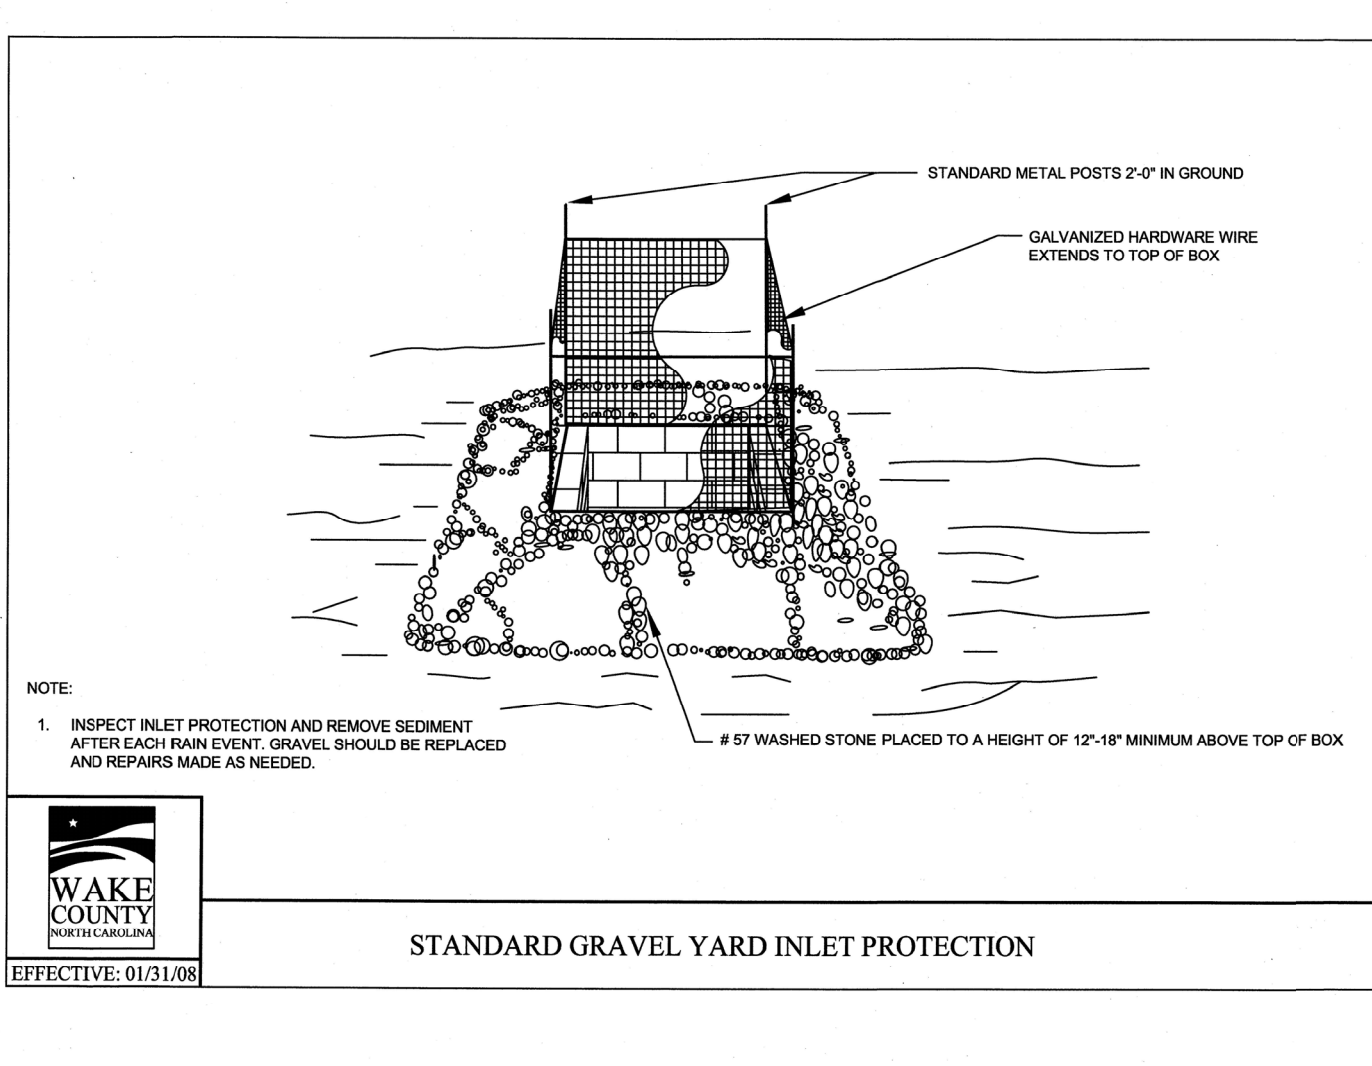 STANDARD METAL POSTS 2'-0" IN GROUND
GALVANIZED HARDWARE WIRE
EXTENDS TO TOP OF BOX
NOTE:
1. INSPECT INLET PROTECTION AND REMOVE SEDIMENT
AFTER EACH RAIN EVENT. GRAVEL SHOULD BE REPLACED
AND REPAIRS MADE AS NEEDED.
# 57 WASHED STONE PLACED TO A HEIGHT OF 12"-18" MINIMUM ABOVE TOP OF BOX
WAKE
COUNTY
NORTH CAROLINA
EFFECTIVE: 01/31/08
STANDARD GRAVEL YARD INLET PROTECTION